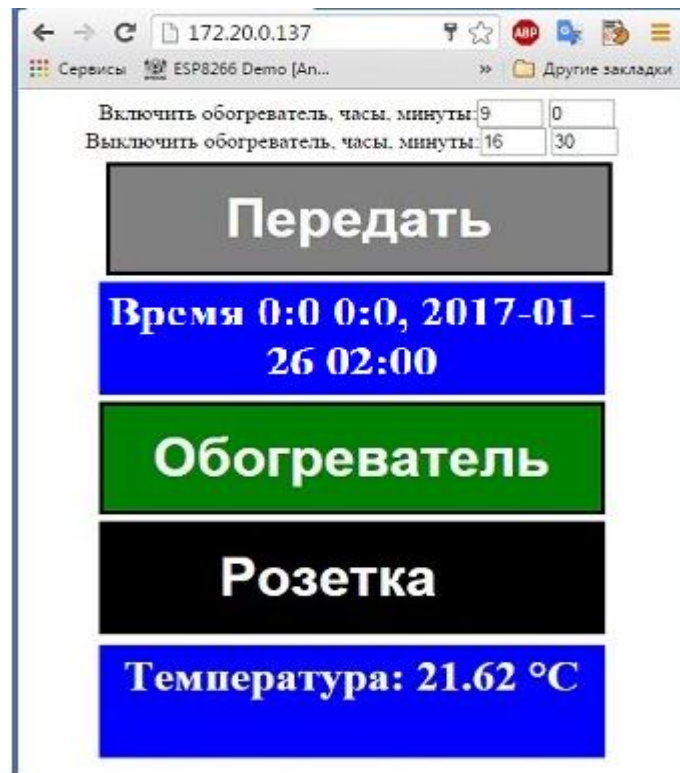 172.20.0.137
ABP
Сервисы ESP8266 Demo [An... » Другие закладки
Включить обогреватель, часы, минуты: 9 0
Выключить обогреватель, часы, минуты: 16 30
Передать
Время 0:0 0:0, 2017-01-
26 02:00
Обогреватель
Розетка
Температура: 21.62 °C